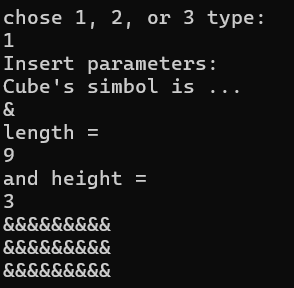 chose 1, 2, or 3 type:
1
Insert parameters:
Cube's simbol is ...
&
length =
9
and height =
3
&&&&&&&&&
&&&&&&&&&
&&&&&&&&&